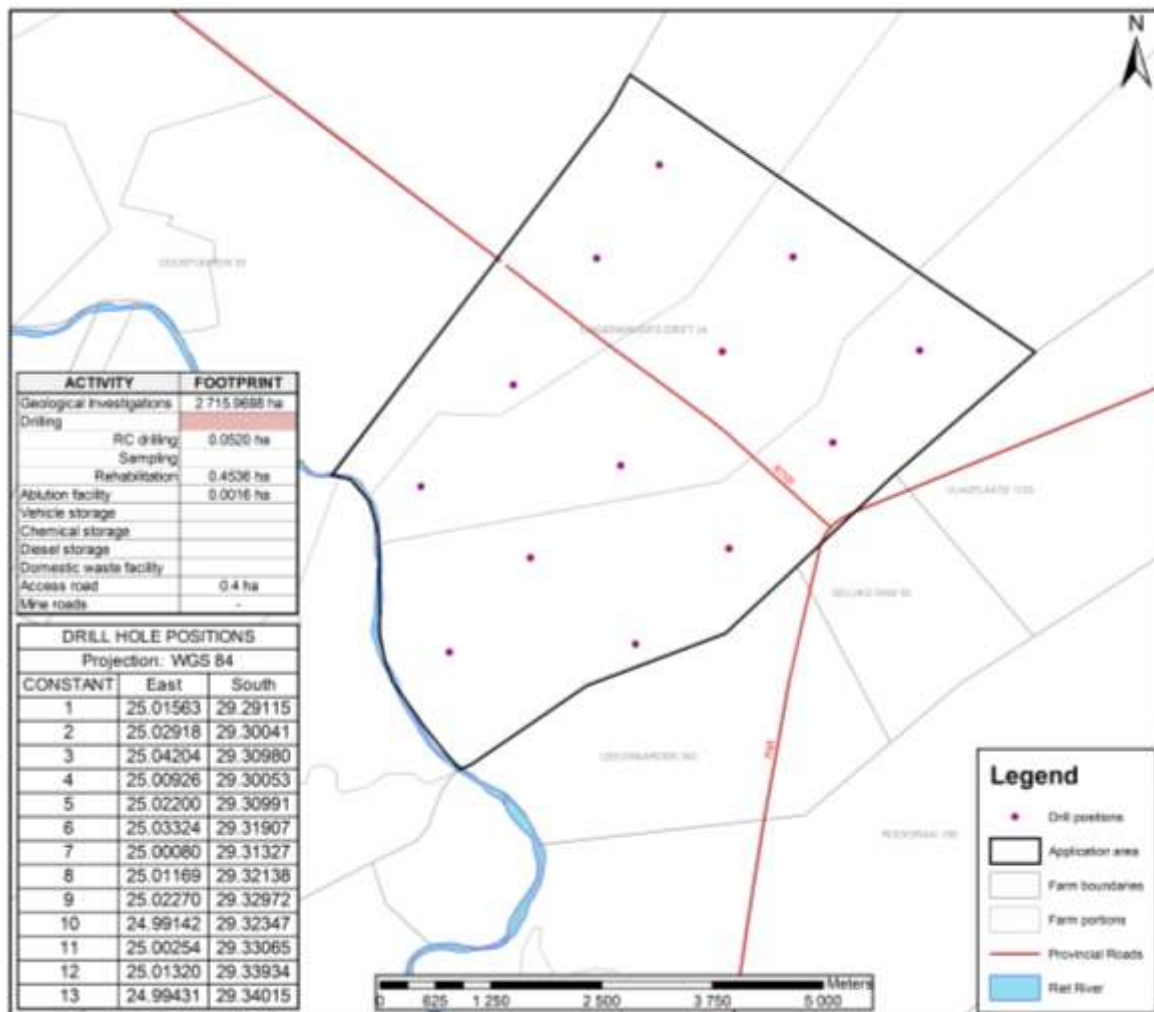 N
ACTIVITY FOOTPRINT
Geological Investigations 2 715.9698 ha
Drilling
RC drilling 0.0520 ha
Sampling
Rehabilitation 0.4536 ha
Ablution facility 0.0016 ha
Vehicle storage
Chemical storage
Diesel storage
Domestic waste facility
Access road 0.4 ha
Mine roads -
DRILL HOLE POSITIONS
Projection: WGS 84
CONSTANT East South
1 25.01563 29.29115
2 25.02918 29.30041
3 25.04204 29.30980
4 25.00926 29.30053
5 25.02200 29.30991
6 25.03324 29.31907
7 25.00080 29.31327
8 25.01169 29.32138
9 25.02270 29.32972
10 24.99142 29.32347
11 25.00254 29.33065
12 25.01320 29.33934
13 24.99431 29.34015
Legend
Drill positions
Application area
Farm boundaries
Farm portions
Provincial Roads
Riet River
Meters
0 625 1 250 2 500 3 750 5 000